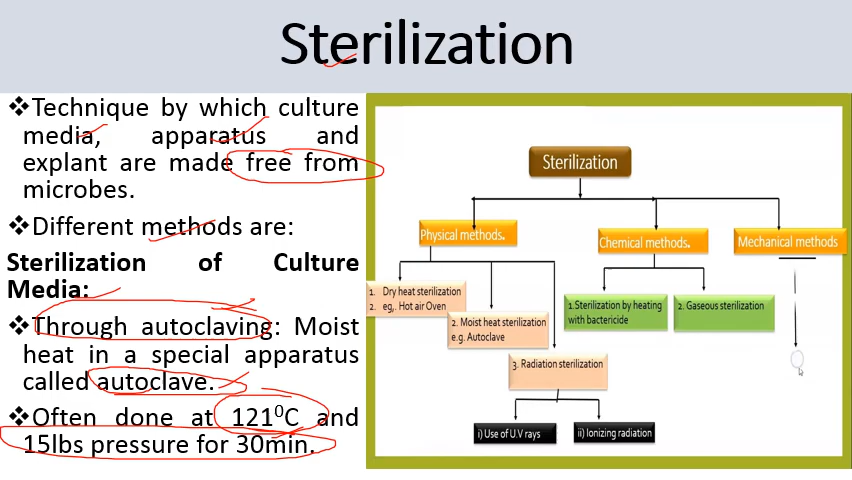 Sterilization
❖Technique by which culture
media, apparatus and
explant are made free from
microbes.
❖Different methods are:
Sterilization of Culture
Media:
❖Through autoclaving: Moist
heat in a special apparatus
called autoclave.
❖Often done at 121⁰C and
15lbs pressure for 30min.
Sterilization
Physical methods.
Chemical methods.
Mechanical methods
1. Dry heat sterilization
2. eg,. Hot air Oven
2. Moist heat sterilization
e.g. Autoclave
3. Radiation sterilization
i) Use of U.V rays
ii) Ionizing radiation
1.Sterilization by heating
with bactericide
2. Gaseous sterilization